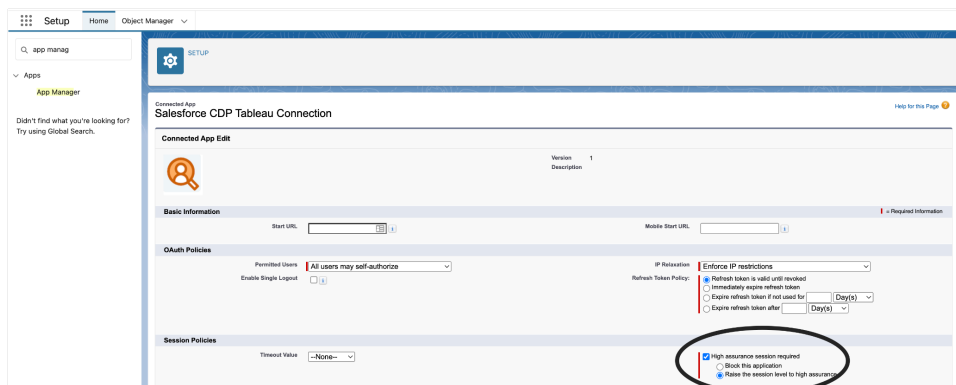 Setup Home Object Manager
app manag
SETUP
Apps
App Manager
Didn't find what you're looking for?
Try using Global Search.
Connected App
Salesforce CDP Tableau Connection
Help for this Page
Connected App Edit
Version 1
Description
Basic Information
= Required Information
Start URL
Mobile Start URL
OAuth Policies
Permitted Users All users may self-authorize
IP Relaxation Enforce IP restrictions
Enable Single Logout
Refresh Token Policy: Refresh token is valid until revoked
Immediately expire refresh token
Expire refresh token if not used for Day(s)
Expire refresh token after Day(s)
Session Policies
Timeout Value --None--
High assurance session required
Block this application
Raise the session level to high assurance